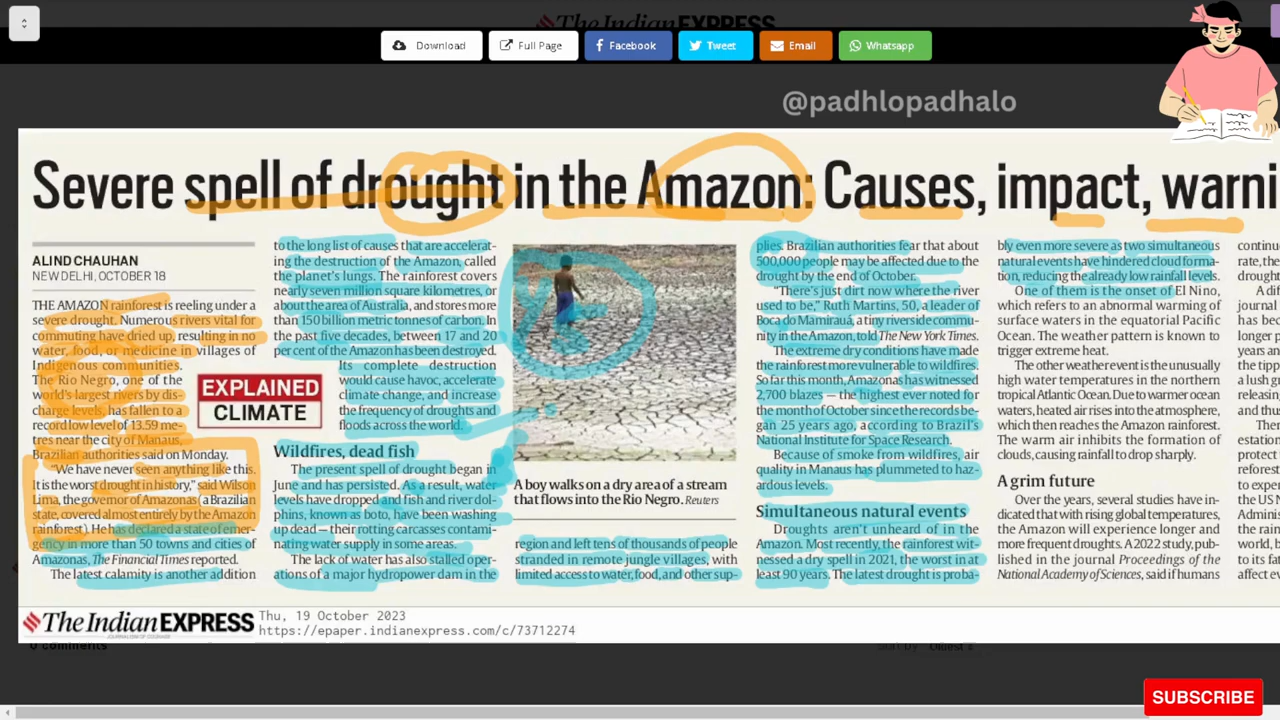 The Indian EXPRESS
Download
Full Page
Facebook
Tweet
Email
Whatsapp
@padhlopadhalo
Severe spell of drought in the Amazon: Causes, impact, warni
ALIND CHAUHAN
NEW DELHI, OCTOBER 18
THE AMAZON rainforest is reeling under a
severe drought. Numerous rivers vital for
commuting have dried up, resulting in no
water, food, or medicine in villages of
Indigenous communities.
The Rio Negro, one of the
world's largest rivers by dis-
charge levels, has fallen to a
record low level of 13.59 me-
tres near the city of Manaus,
Brazilian authorities said on Monday.
"We have never seen anything like this.
It is the worst drought in history," said Wilson
Lima, the governor of Amazonas (a Brazilian
state, covered almost entirely by the Amazon
rainforest). He has declared a state of emer-
gency in more than 50 towns and cities of
Amazonas, The Financial Times reported.
The latest calamity is another addition
EXPLAINED
CLIMATE
to the long list of causes that are accelerat-
ing the destruction of the Amazon, called
the planet's lungs. The rainforest covers
nearly seven million square kilometres, or
about the area of Australia, and stores more
than 150 billion metric tonnes of carbon. In
the past five decades, between 17 and 20
per cent of the Amazon has been destroyed.
Its complete destruction
would cause havoc, accelerate
climate change, and increase
the frequency of droughts and
floods across the world.
Wildfires, dead fish
The present spell of drought began in
June and has persisted. As a result, water
levels have dropped and fish and river dol-
phins, known as boto, have been washing
up dead — their rotting carcasses contami-
nating water supply in some areas.
The lack of water has also stalled oper-
ations of a major hydropower dam in the
A boy walks on a dry area of a stream
that flows into the Rio Negro. Reuters
region and left tens of thousands of people
stranded in remote jungle villages, with
limited access to water, food, and other sup-
plies. Brazilian authorities fear that about
500,000 people may be affected due to the
drought by the end of October.
"There's just dirt now where the river
used to be," Ruth Martins, 50, a leader of
Boca do Mamirauá, a tiny riverside commu-
nity in the Amazon, told The New York Times.
The extreme dry conditions have made
the rainforest more vulnerable to wildfires.
So far this month, Amazonas has witnessed
2,700 blazes — the highest ever noted for
the month of October since the records be-
gan 25 years ago, according to Brazil's
National Institute for Space Research.
Because of smoke from wildfires, air
quality in Manaus has plummeted to haz-
ardous levels.
Simultaneous natural events
Droughts aren't unheard of in the
Amazon. Most recently, the rainforest wit-
nessed a dry spell in 2021, the worst in at
least 90 years. The latest drought is proba-
bly even more severe as two simultaneous
natural events have hindered cloud forma-
tion, reducing the already low rainfall levels.
One of them is the onset of El Nino,
which refers to an abnormal warming of
surface waters in the equatorial Pacific
Ocean. The weather pattern is known to
trigger extreme heat.
The other weather event is the unusually
high water temperatures in the northern
tropical Atlantic Ocean. Due to warmer ocean
waters, heated air rises into the atmosphere,
which then reaches the Amazon rainforest.
The warm air inhibits the formation of
clouds, causing rainfall to drop sharply.
A grim future
Over the years, several studies have in-
dicated that with rising global temperatures,
the Amazon will experience longer and
more frequent droughts. A 2022 study, pub-
lished in the journal Proceedings of the
National Academy of Sciences, said if humans
The Indian EXPRESS
Thu, 19 October 2023
https://epaper.indianexpress.com/c/73712274
0 comments
Oldest
SUBSCRIBE